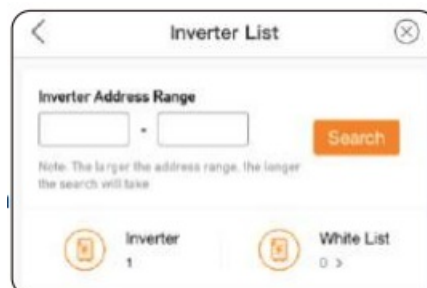 Inverter List
Inverter Address Range
-
Search
Note: The larger the address range, the longer
the search will take
Inverter
1
White List
0 >